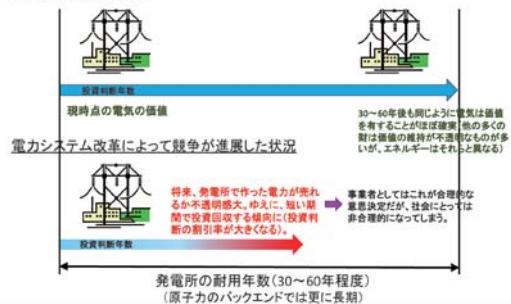 投資判断年数
現時点の電気の価値
30~60年後も同じように電気は価値
を有することがほぼ確実(他の多くの
財は価値の維持が不透明なものが多
いが、エネルギーはそれらと異なる)
電力システム改革によって競争が進展した状況
将来、発電所で作った電力が売れ
るか不透明感大。ゆえに、短い期
間で投資回収する傾向に(投資判
断の割引率が大きくなる)。
事業者としてはこれが合理的な
意思決定だが、社会にとっては
非合理的になってしまう。
投資判断年数
発電所の耐用年数(30~60年程度)
(原子力のバックエンドでは更に長期)